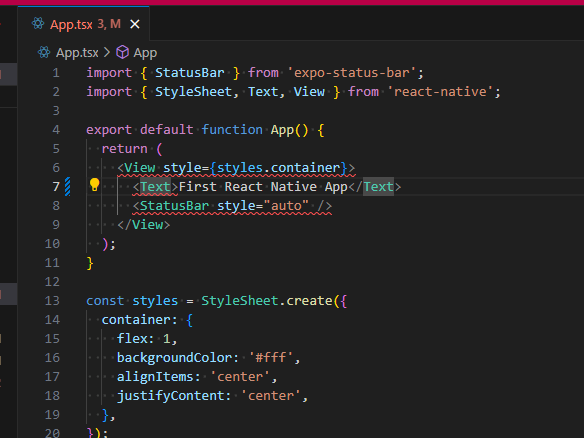 App.tsx 3, M
App.tsx > App
1 import { StatusBar } from 'expo-status-bar';
2 import { StyleSheet, Text, View } from 'react-native';
3
4 export default function App() {
5 return (
6 <View style={styles.container}>
7 <Text>First React Native App</Text>
8 <StatusBar style="auto" />
9 </View>
10 );
11 }
12
13 const styles = StyleSheet.create({
14 container: {
15 flex: 1,
16 backgroundColor: '#fff',
17 alignItems: 'center',
18 justifyContent: 'center',
19 },
20 });